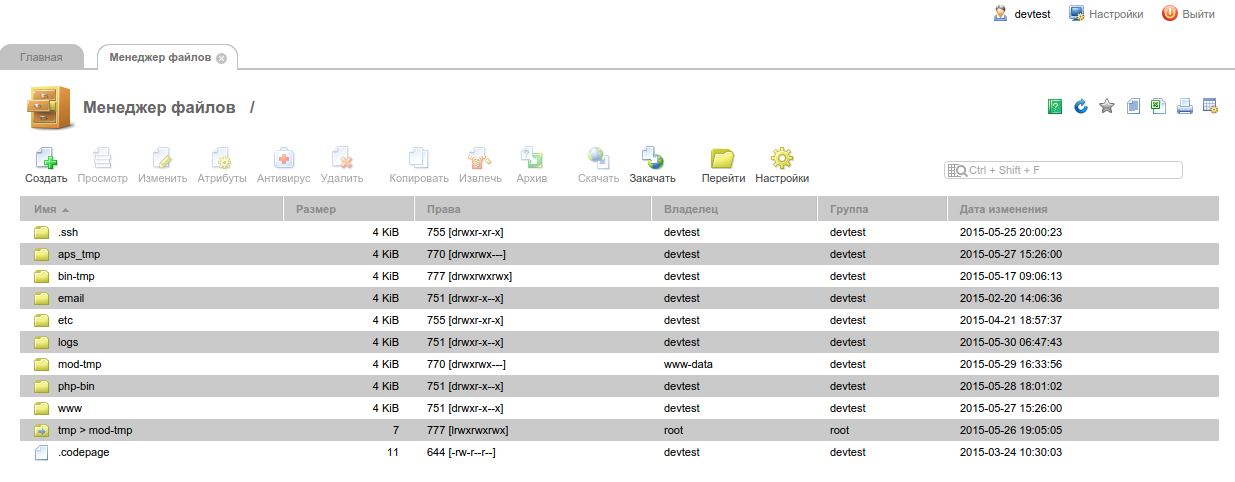 devtest Настройки Выйти
Главная Менеджер файлов
Менеджер файлов /
Создать Просмотр Изменить Атрибуты Антивирус Удалить Копировать Извлечь Архив Скачать Закачать Перейти Настройки Ctrl + Shift + F
Имя Размер Права Владелец Группа Дата изменения
.ssh 4 KiB 755 [drwxr-xr-x] devtest devtest 2015-05-25 20:00:23
aps_tmp 4 KiB 770 [drwxrwx---] devtest devtest 2015-05-27 15:26:00
bin-tmp 4 KiB 777 [drwxrwxrwx] devtest devtest 2015-05-17 09:06:13
email 4 KiB 751 [drwxr-x--x] devtest devtest 2015-02-20 14:06:36
etc 4 KiB 755 [drwxr-xr-x] devtest devtest 2015-04-21 18:57:37
logs 4 KiB 751 [drwxr-x--x] devtest devtest 2015-05-30 06:47:43
mod-tmp 4 KiB 770 [drwxrwx---] www-data devtest 2015-05-29 16:33:56
php-bin 4 KiB 751 [drwxr-x--x] devtest devtest 2015-05-28 18:01:02
www 4 KiB 751 [drwxr-x--x] devtest devtest 2015-05-27 15:26:00
tmp > mod-tmp 7 777 [lrwxrwxrwx] root root 2015-05-26 19:05:05
.codepage 11 644 [-rw-r--r--] devtest devtest 2015-03-24 10:30:03